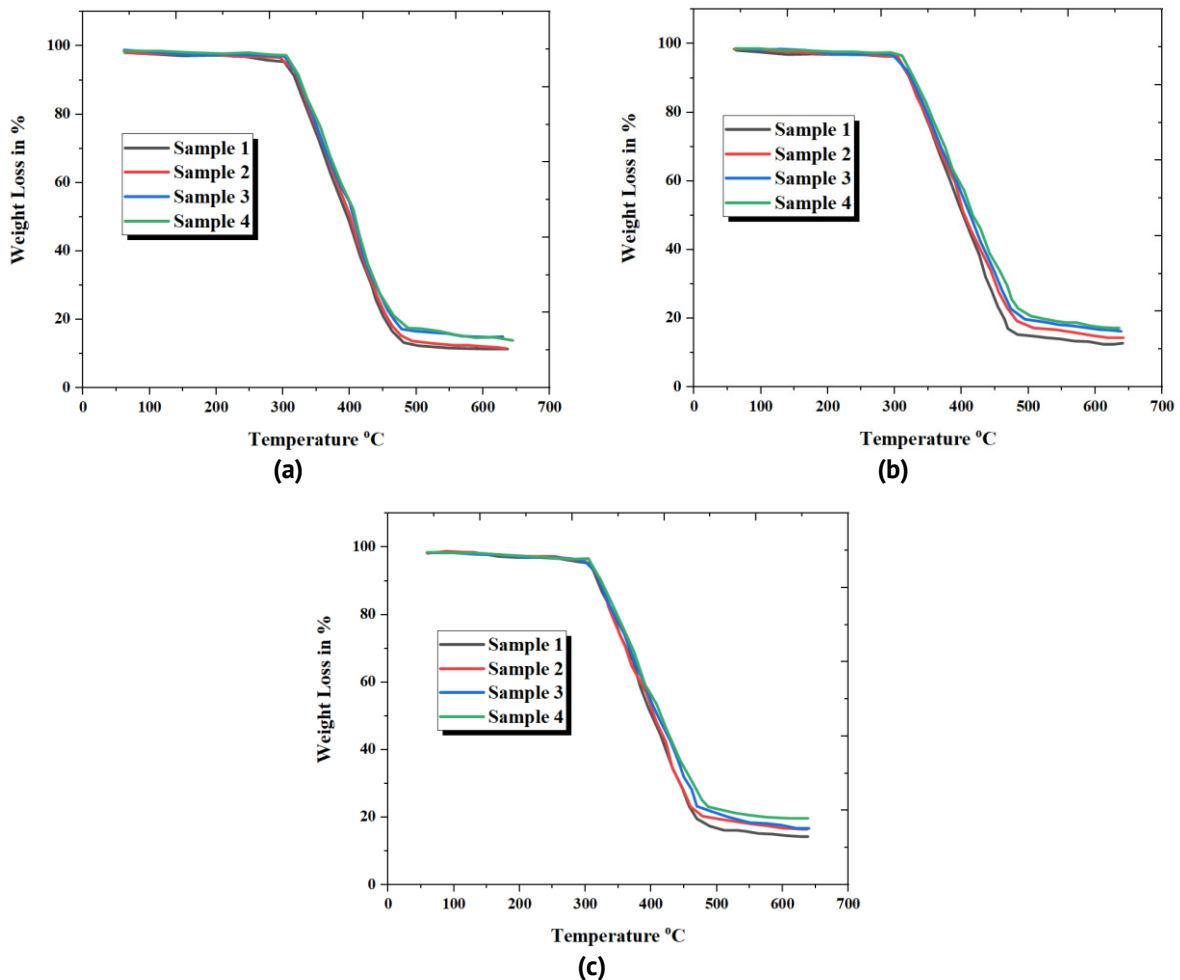 100
80
60
40
20
0
Weight Loss in %
Sample 1
Sample 2
Sample 3
Sample 4
0 100 200 300 400 500 600 700
Temperature °C
(a)
100
80
60
40
20
0
Weight Loss in %
Sample 1
Sample 2
Sample 3
Sample 4
0 100 200 300 400 500 600 700
Temperature °C
(b)
100
80
60
40
20
0
Weight Loss in %
Sample 1
Sample 2
Sample 3
Sample 4
0 100 200 300 400 500 600 700
Temperature °C
(c)